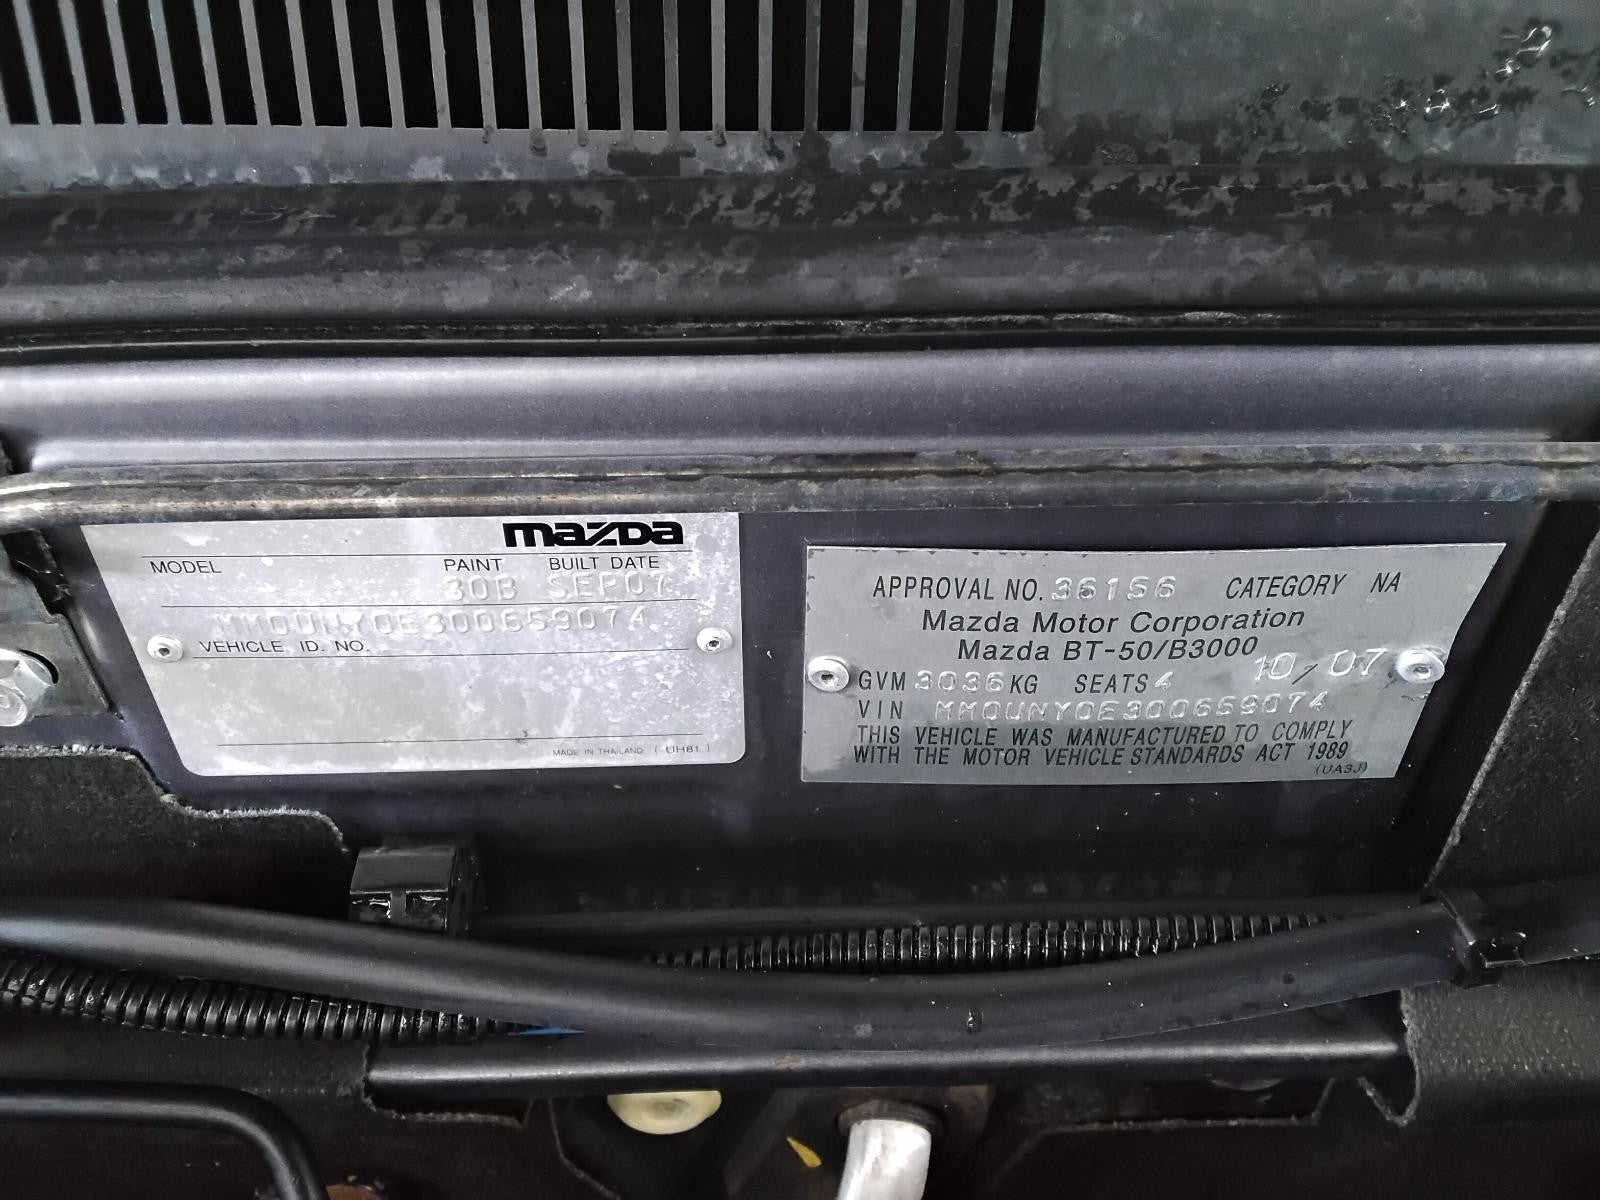 mazda
MODEL PAINT BUILT DATE
30B SEP07
MM0UNY0E300659074
VEHICLE ID. NO.
MADE IN THAILAND (UH81)
APPROVAL NO. 36156 CATEGORY NA
Mazda Motor Corporation
Mazda BT-50/B3000
10/07
GVM 3036KG SEATS 4
VIN MM0UNY0E300659074
THIS VEHICLE WAS MANUFACTURED TO COMPLY
WITH THE MOTOR VEHICLE STANDARDS ACT 1989
(UA3J)